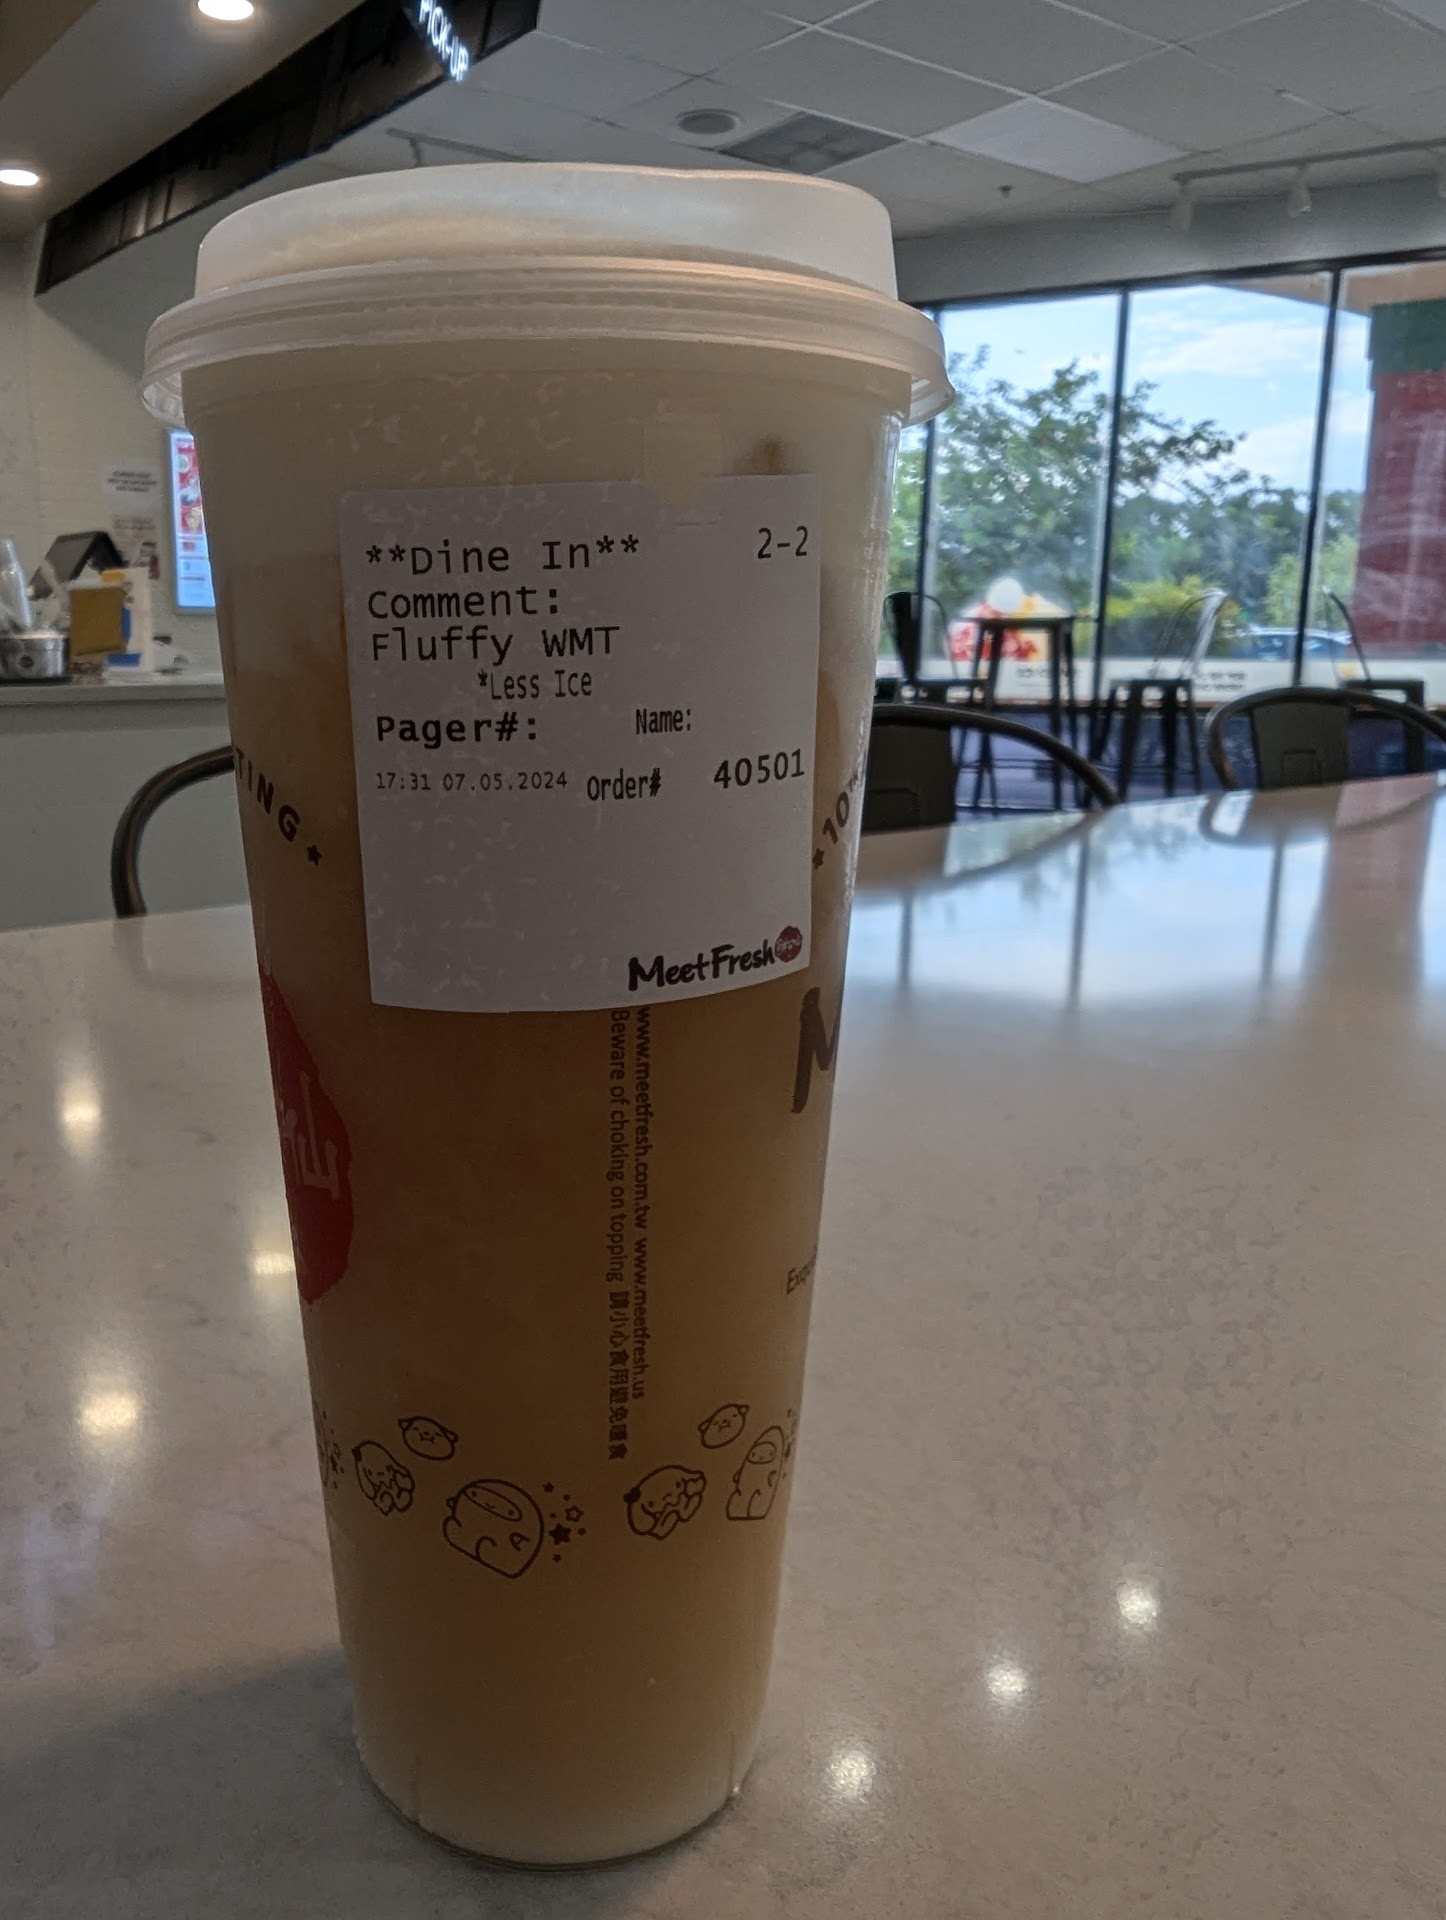 PICK-UP
**Dine In** 2-2
Comment:
Fluffy WMT
*Less Ice
Pager#: Name:
17:31 07.05.2024 Order# 40501
MeetFresh
TING
10TH
M
www.meetfresh.com.tw www.meetfresh.us
Beware of choking on topping 請小心食用避免噎食